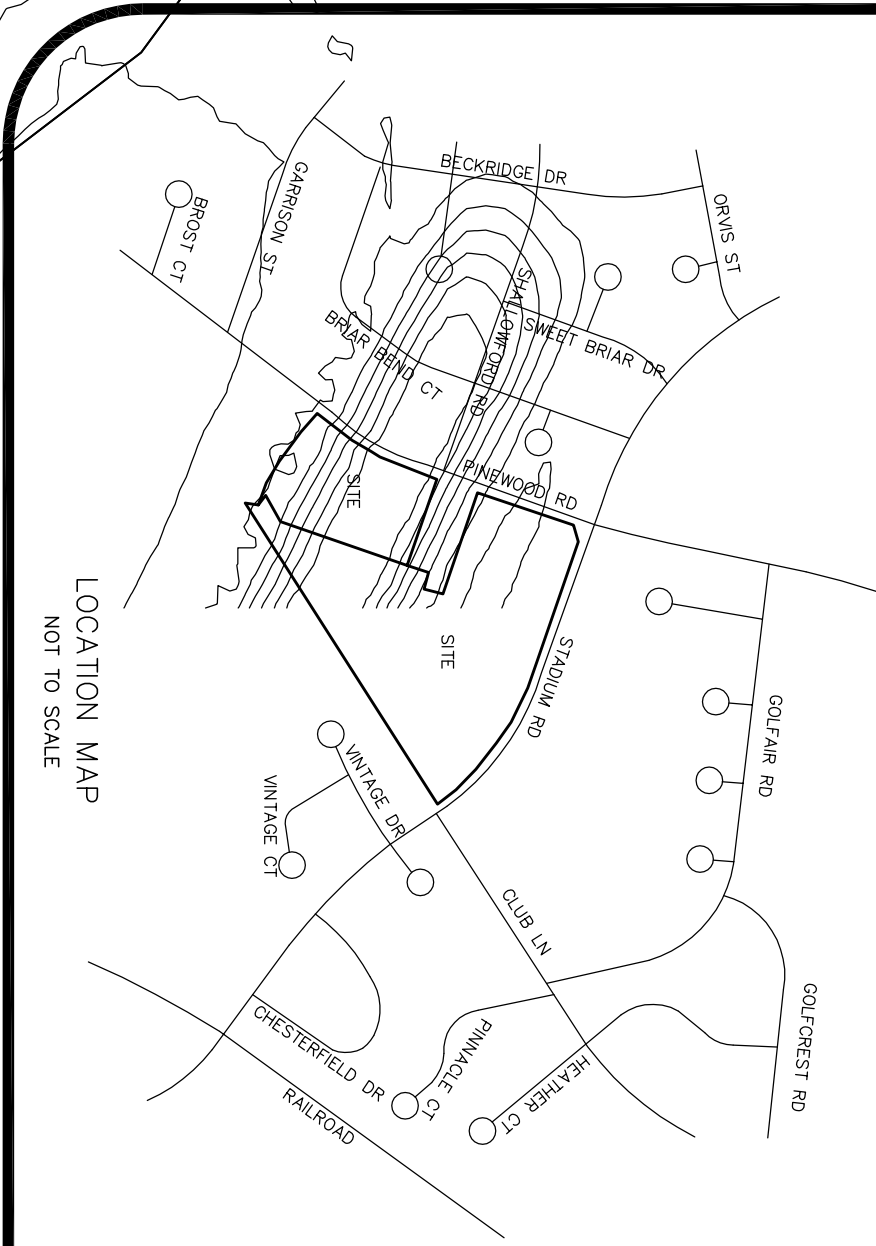 BECKRIDGE DR
ORVIS ST
GARRISON ST
BROST CT
SHALLOWFORD RD
SWEET BRIAR DR
BRIAR BEND CT
PINEWOOD RD
SITE
SITE
STADIUM RD
LOCATION MAP
NOT TO SCALE
GOLFAIR RD
VINTAGE DR
VINTAGE CT
CLUB LN
GOLFCREST RD
PINNACLE CT
HEATHER CT
CHESTERFIELD DR
RAILROAD